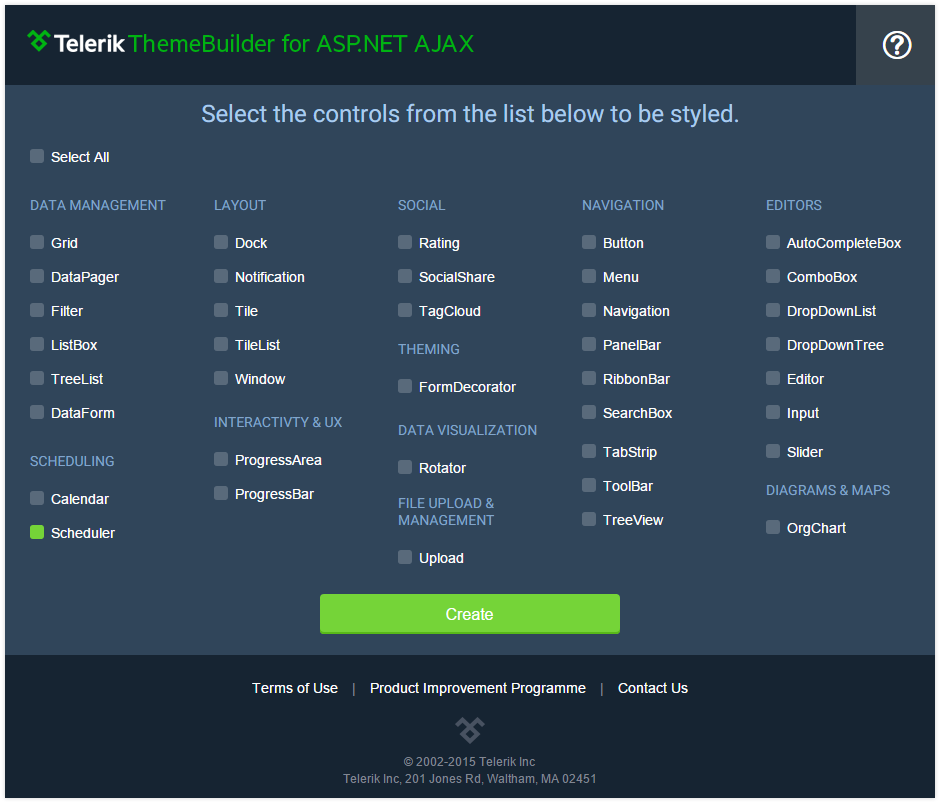 Telerik ThemeBuilder for ASP.NET AJAX
?
Select the controls from the list below to be styled.
Select All
DATA MANAGEMENT
Grid
DataPager
Filter
ListBox
TreeList
DataForm
SCHEDULING
Calendar
Scheduler
LAYOUT
Dock
Notification
Tile
TileList
Window
INTERACTIVTY & UX
ProgressArea
ProgressBar
SOCIAL
Rating
SocialShare
TagCloud
THEMING
FormDecorator
DATA VISUALIZATION
Rotator
FILE UPLOAD &
MANAGEMENT
Upload
NAVIGATION
Button
Menu
Navigation
PanelBar
RibbonBar
SearchBox
TabStrip
ToolBar
TreeView
EDITORS
AutoCompleteBox
ComboBox
DropDownList
DropDownTree
Editor
Input
Slider
DIAGRAMS & MAPS
OrgChart
Create
Terms of Use | Product Improvement Programme | Contact Us
© 2002-2015 Telerik Inc
Telerik Inc, 201 Jones Rd, Waltham, MA 02451